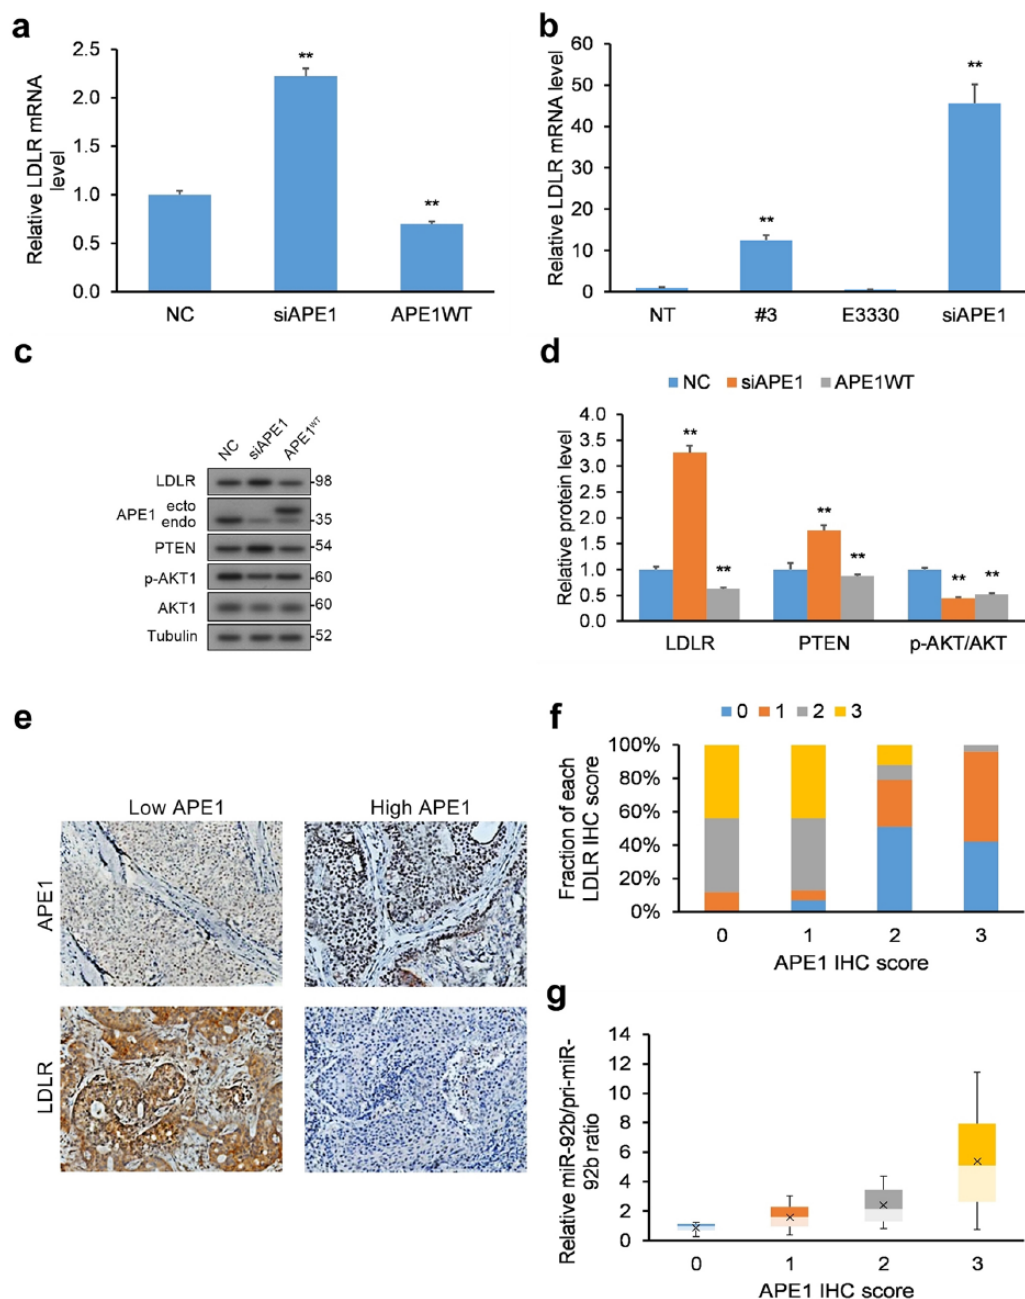 a
Relative LDLR mRNA
level
2.5
2.0
1.5
1.0
0.5
0.0
**
**
NC siAPE1 APE1WT
b
Relative LDLR mRNA level
60
50
40
30
20
10
0
**
**
NT #3 E3330 siAPE1
c
NC siAPE1 APE1WT
LDLR -98
APE1 ecto
endo -35
PTEN -54
p-AKT1 -60
AKT1 -60
Tubulin -52
d
NC siAPE1 APE1WT
Relative protein level
4.0
3.5
3.0
2.5
2.0
1.5
1.0
0.5
0.0
**
**
**
**
**
**
LDLR PTEN p-AKT/AKT
e
Low APE1 High APE1
APE1
LDLR
f
0 1 2 3
Fraction of each
LDLR IHC score
100%
80%
60%
40%
20%
0%
0 1 2 3
APE1 IHC score
g
Relative miR-92b/pri-miR-
92b ratio
14
12
10
8
6
4
2
0
0 1 2 3
APE1 IHC score